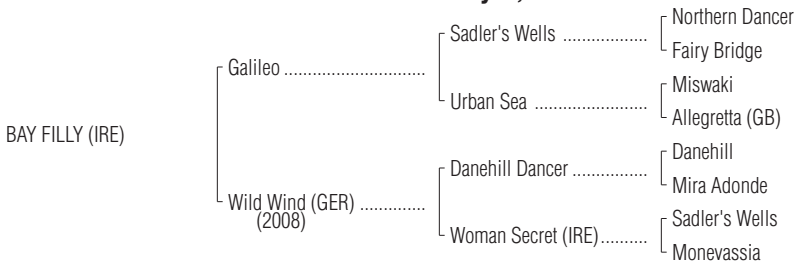 Northern Dancer
Sadler's Wells ..................
Fairy Bridge
Galileo ..............................
Miswaki
Urban Sea ........................
Allegretta (GB)
BAY FILLY (IRE)
Danehill
Danehill Dancer ................
Mira Adonde
Wild Wind (GER) ..............
(2008)
Sadler's Wells
Woman Secret (IRE)..........
Monevassia